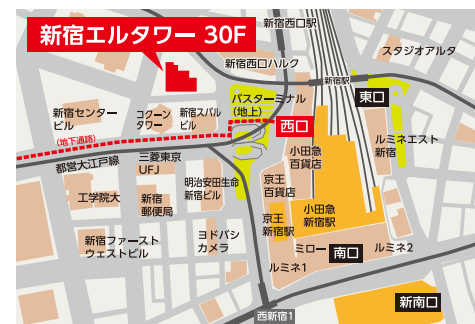 新宿エルタワー 30F
新宿西口駅
スタジオアルタ
新宿西口ハルク
新宿駅
東口
バスターミナル
(地上)
新宿センター
ビル
コクーン
タワー
新宿スバル
ビル
西口
(地下通路)
ルミネエスト
新宿
都営大江戸線
三菱東京
UFJ
小田急
百貨店
工学院大
新宿
郵便局
明治安田生命
新宿ビル
京王
百貨店
京王
新宿駅
小田急
新宿駅
新宿ファースト
ウェストビル
ヨドバシ
カメラ
ミロー
南口
ルミネ2
ルミネ1
新南口
西新宿1